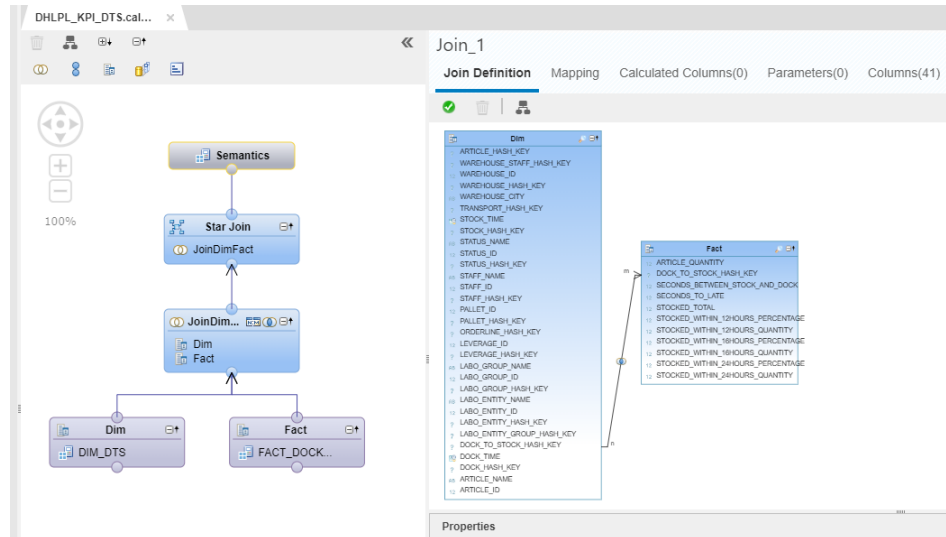 DHLPL_KPI_DTS.cal... ×
100%
Semantics
Star Join
JoinDimFact
JoinDim...
Dim
Fact
Dim
DIM_DTS
Fact
FACT_DOCK...
Join_1
Join Definition Mapping Calculated Columns(0) Parameters(0) Columns(41)
Dim
ARTICLE_HASH_KEY
WAREHOUSE_STAFF_HASH_KEY
WAREHOUSE_ID
WAREHOUSE_HASH_KEY
WAREHOUSE_CITY
TRANSPORT_HASH_KEY
STOCK_TIME
STOCK_HASH_KEY
STATUS_NAME
STATUS_ID
STATUS_HASH_KEY
STAFF_NAME
STAFF_ID
STAFF_HASH_KEY
PALLET_ID
PALLET_HASH_KEY
ORDERLINE_HASH_KEY
LEVERAGE_ID
LEVERAGE_HASH_KEY
LABO_GROUP_NAME
LABO_GROUP_ID
LABO_GROUP_HASH_KEY
LABO_ENTITY_NAME
LABO_ENTITY_ID
LABO_ENTITY_HASH_KEY
LABO_ENTITY_GROUP_HASH_KEY
DOCK_TO_STOCK_HASH_KEY
DOCK_TIME
DOCK_HASH_KEY
ARTICLE_NAME
ARTICLE_ID
m
n
Fact
ARTICLE_QUANTITY
DOCK_TO_STOCK_HASH_KEY
SECONDS_BETWEEN_STOCK_AND_DOCK
SECONDS_TO_LATE
STOCKED_TOTAL
STOCKED_WITHIN_12HOURS_PERCENTAGE
STOCKED_WITHIN_12HOURS_QUANTITY
STOCKED_WITHIN_16HOURS_PERCENTAGE
STOCKED_WITHIN_16HOURS_QUANTITY
STOCKED_WITHIN_24HOURS_PERCENTAGE
STOCKED_WITHIN_24HOURS_QUANTITY
Properties